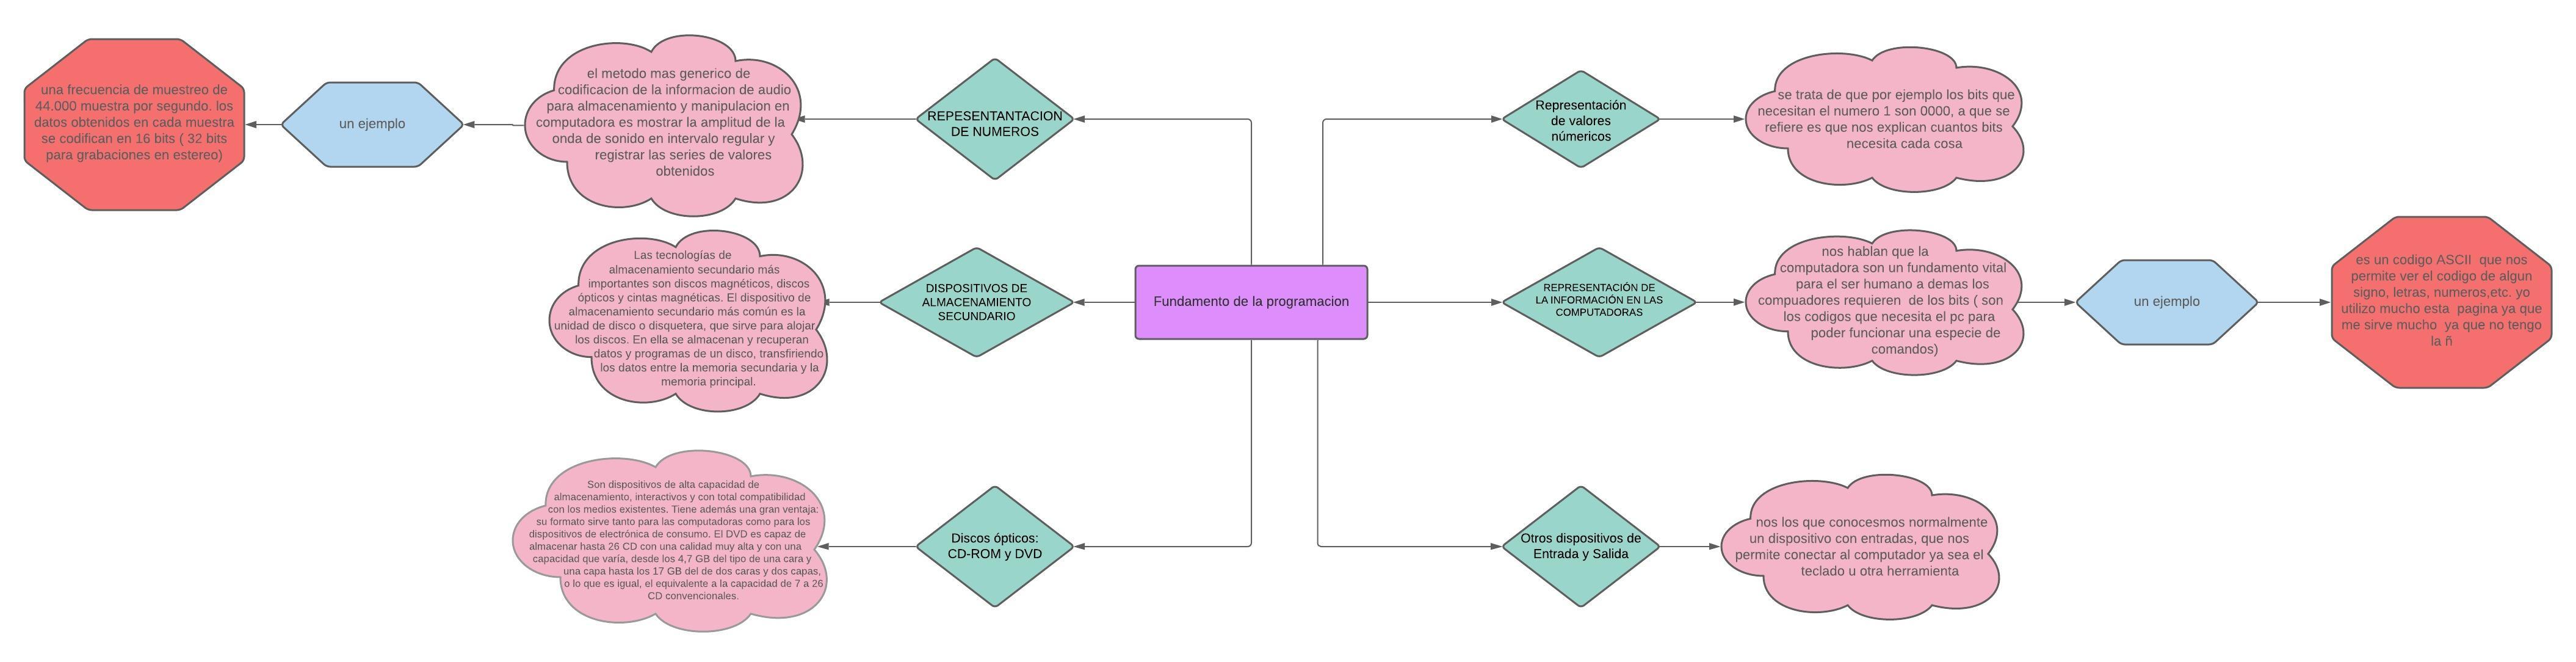 una frecuencia de muestreo de
44.000 muestra por segundo. los
datos obtenidos en cada muestra
se codifican en 16 bits ( 32 bits
para grabaciones en estereo)
un ejemplo
el metodo mas generico de
codificacion de la informacion de audio
para almacenamiento y manipulacion en
computadora es mostrar la amplitud de la
onda de sonido en intervalo regular y
registrar las series de valores
obtenidos
REPESENTANTACION
DE NUMEROS
Representación
de valores
númericos
se trata de que por ejemplo los bits que
necesitan el numero 1 son 0000, a que se
refiere es que nos explican cuantos bits
necesita cada cosa
Las tecnologías de
almacenamiento secundario más
importantes son discos magnéticos, discos
ópticos y cintas magnéticas. El dispositivo de
almacenamiento secundario más común es la
unidad de disco o disquetera, que sirve para alojar
los discos. En ella se almacenan y recuperan
datos y programas de un disco, transfiriendo
los datos entre la memoria secundaria y la
memoria principal.
DISPOSITIVOS DE
ALMACENAMIENTO
SECUNDARIO
Fundamento de la programacion
REPRESENTACIÓN DE
LA INFORMACIÓN EN LAS
COMPUTADORAS
nos hablan que la
computadora son un fundamento vital
para el ser humano a demas los
compuadores requieren de los bits ( son
los codigos que necesita el pc para
poder funcionar una especie de
comandos)
un ejemplo
es un codigo ASCII que nos
permite ver el codigo de algun
signo, letras, numeros,etc. yo
utilizo mucho esta pagina ya que
me sirve mucho ya que no tengo
la ñ
Son dispositivos de alta capacidad de
almacenamiento, interactivos y con total compatibilidad
con los medios existentes. Tiene además una gran ventaja:
su formato sirve tanto para las computadoras como para los
dispositivos de electrónica de consumo. El DVD es capaz de
almacenar hasta 26 CD con una calidad muy alta y con una
capacidad que varía, desde los 4,7 GB del tipo de una cara y
una capa hasta los 17 GB del de dos caras y dos capas,
o lo que es igual, el equivalente a la capacidad de 7 a 26
CD convencionales.
Discos ópticos:
CD-ROM y DVD
Otros dispositivos de
Entrada y Salida
nos los que conocesmos normalmente
un dispositivo con entradas, que nos
permite conectar al computador ya sea el
teclado u otra herramienta